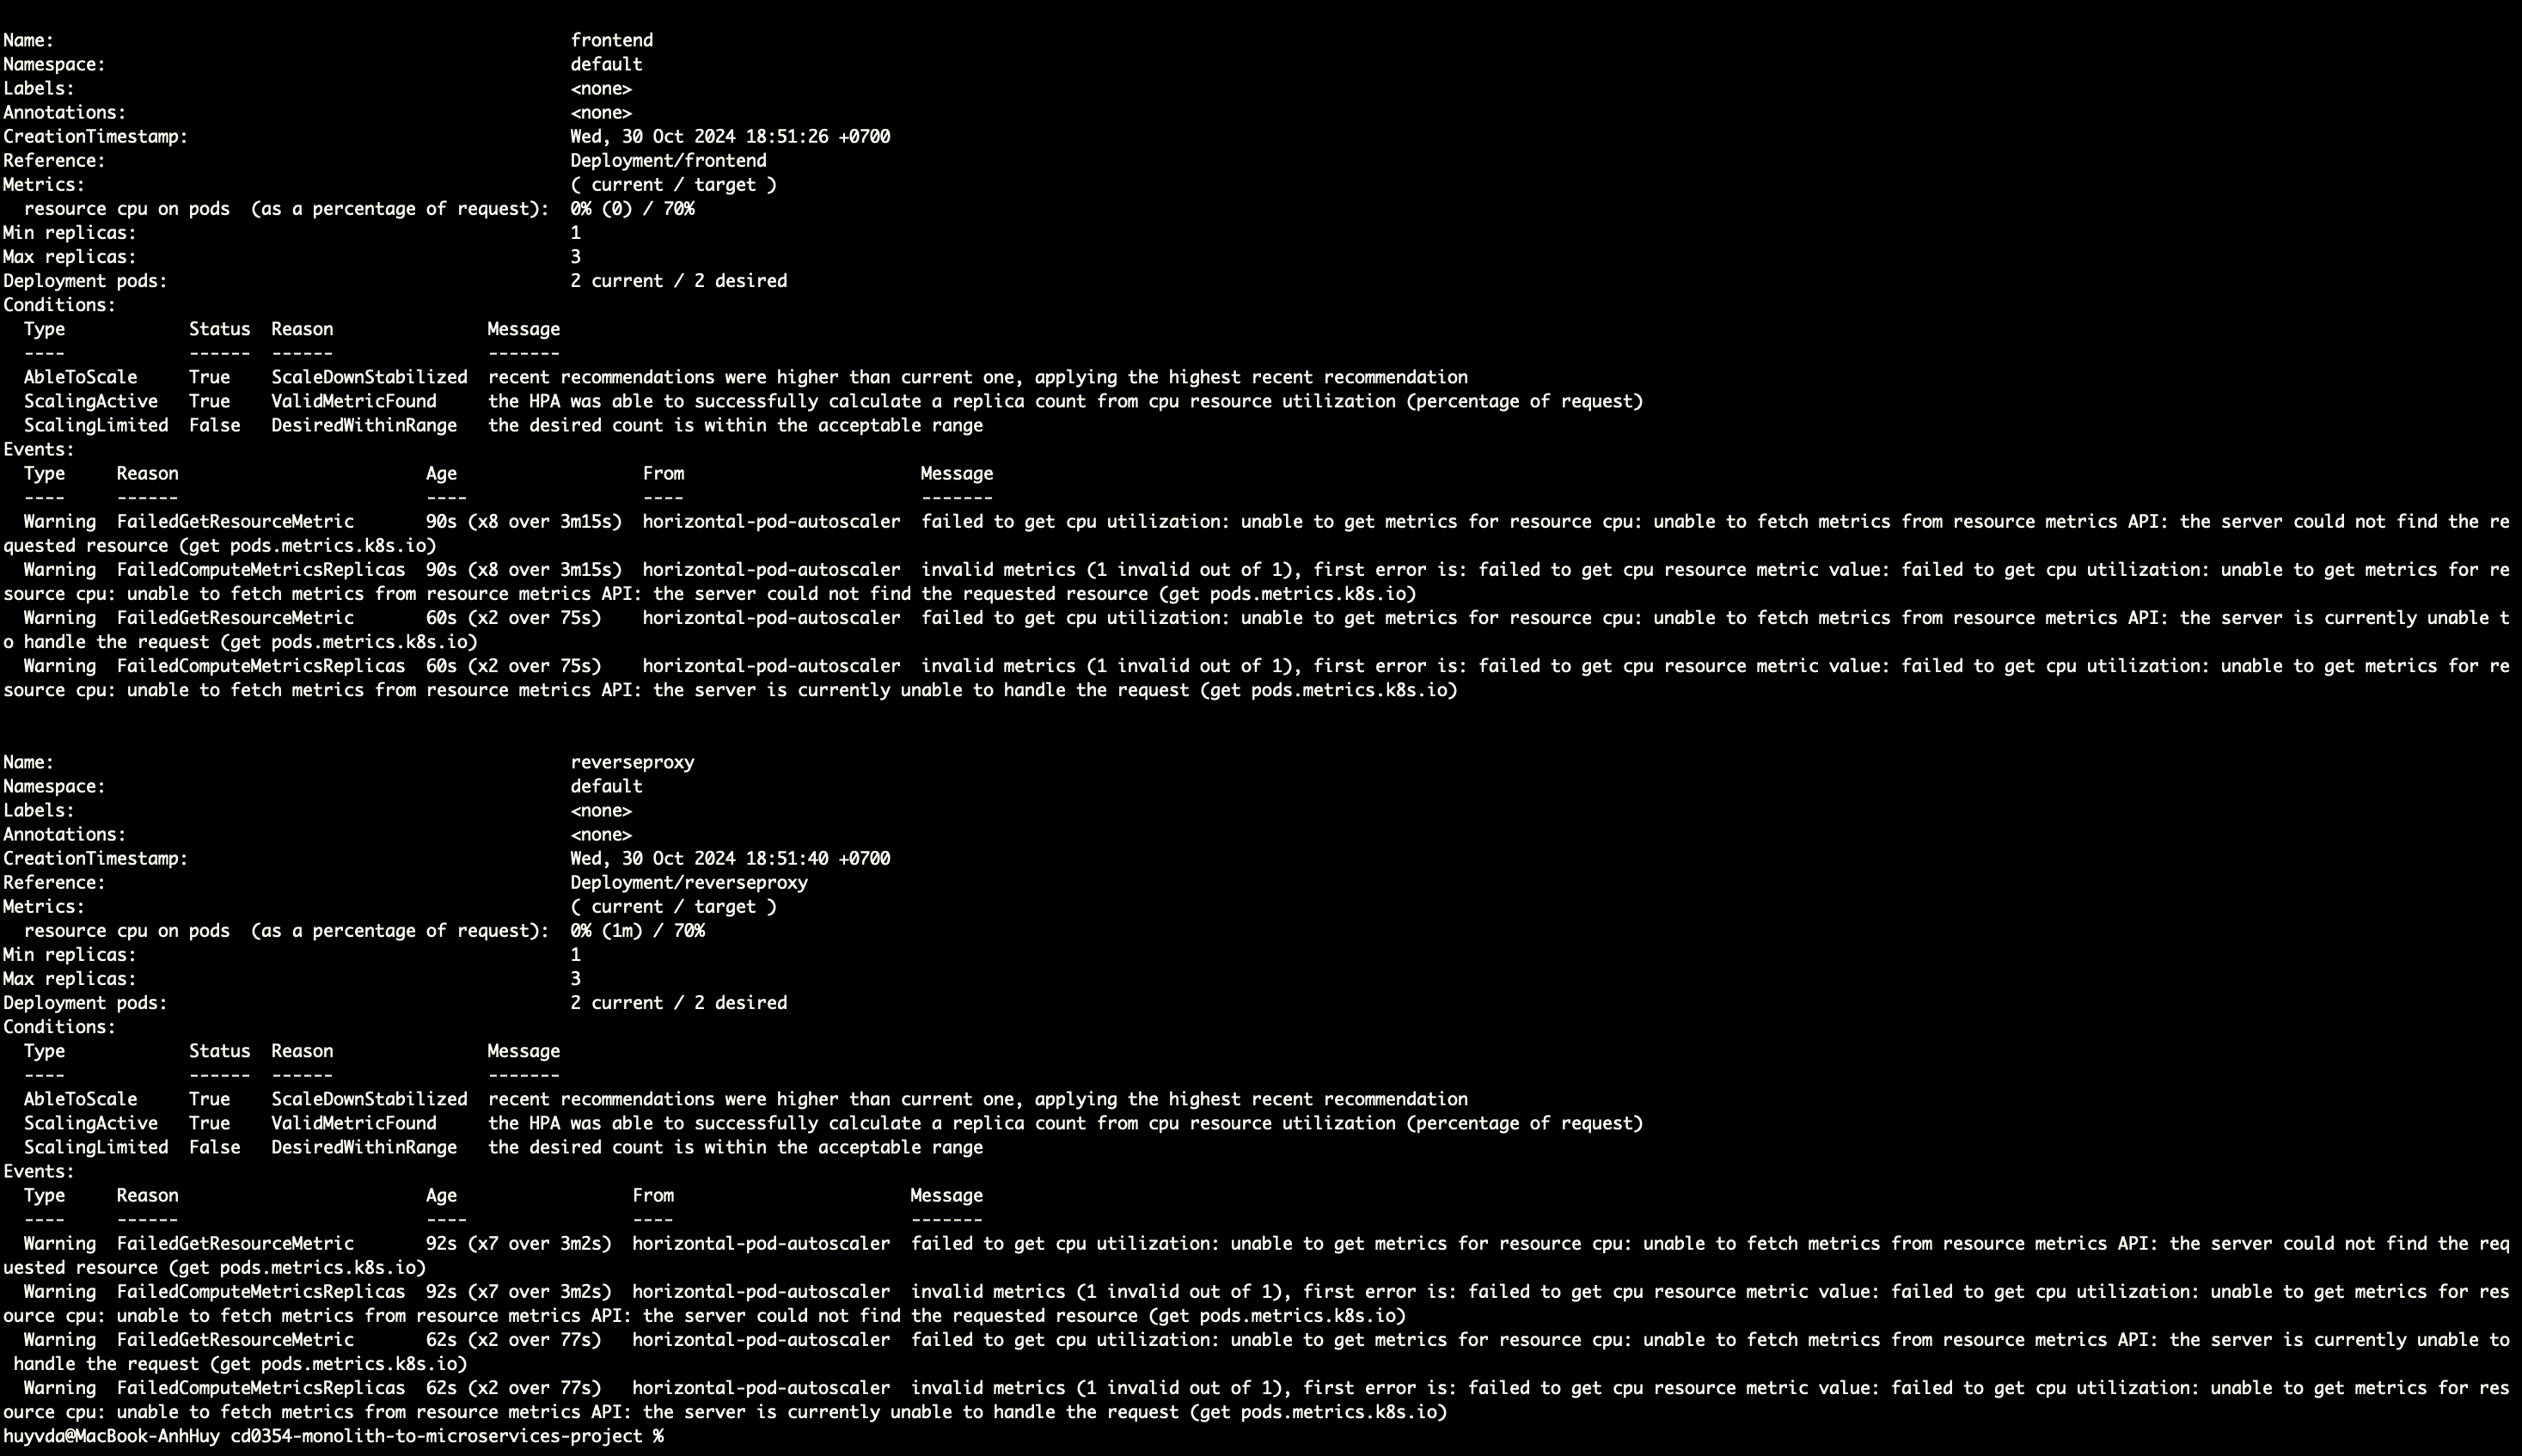 Name:                                                  frontend
Namespace:                                             default
Labels:                                                <none>
Annotations:                                           <none>
CreationTimestamp:                                     Wed, 30 Oct 2024 18:51:26 +0700
Reference:                                             Deployment/frontend
Metrics:                                               ( current / target )
  resource cpu on pods  (as a percentage of request):  0% (0) / 70%
Min replicas:                                          1
Max replicas:                                          3
Deployment pods:                                       2 current / 2 desired
Conditions:
  Type            Status  Reason               Message
  ----            ------  ------               -------
  AbleToScale     True    ScaleDownStabilized  recent recommendations were higher than current one, applying the highest recent recommendation
  ScalingActive   True    ValidMetricFound     the HPA was able to successfully calculate a replica count from cpu resource utilization (percentage of request)
  ScalingLimited  False   DesiredWithinRange   the desired count is within the acceptable range
Events:
  Type     Reason                        Age                  From                       Message
  ----     ------                        ----                 ----                       -------
  Warning  FailedGetResourceMetric       90s (x8 over 3m15s)  horizontal-pod-autoscaler  failed to get cpu utilization: unable to get metrics for resource cpu: unable to fetch metrics from resource metrics API: the server could not find the re
quested resource (get pods.metrics.k8s.io)
  Warning  FailedComputeMetricsReplicas  90s (x8 over 3m15s)  horizontal-pod-autoscaler  invalid metrics (1 invalid out of 1), first error is: failed to get cpu resource metric value: failed to get cpu utilization: unable to get metrics for re
source cpu: unable to fetch metrics from resource metrics API: the server could not find the requested resource (get pods.metrics.k8s.io)
  Warning  FailedGetResourceMetric       60s (x2 over 75s)    horizontal-pod-autoscaler  failed to get cpu utilization: unable to get metrics for resource cpu: unable to fetch metrics from resource metrics API: the server is currently unable t
o handle the request (get pods.metrics.k8s.io)
  Warning  FailedComputeMetricsReplicas  60s (x2 over 75s)    horizontal-pod-autoscaler  invalid metrics (1 invalid out of 1), first error is: failed to get cpu resource metric value: failed to get cpu utilization: unable to get metrics for re
source cpu: unable to fetch metrics from resource metrics API: the server is currently unable to handle the request (get pods.metrics.k8s.io)
Name:                                                  reverseproxy
Namespace:                                             default
Labels:                                                <none>
Annotations:                                           <none>
CreationTimestamp:                                     Wed, 30 Oct 2024 18:51:40 +0700
Reference:                                             Deployment/reverseproxy
Metrics:                                               ( current / target )
  resource cpu on pods  (as a percentage of request):  0% (1m) / 70%
Min replicas:                                          1
Max replicas:                                          3
Deployment pods:                                       2 current / 2 desired
Conditions:
  Type            Status  Reason               Message
  ----            ------  ------               -------
  AbleToScale     True    ScaleDownStabilized  recent recommendations were higher than current one, applying the highest recent recommendation
  ScalingActive   True    ValidMetricFound     the HPA was able to successfully calculate a replica count from cpu resource utilization (percentage of request)
  ScalingLimited  False   DesiredWithinRange   the desired count is within the acceptable range
Events:
  Type     Reason                        Age                 From                       Message
  ----     ------                        ----                ----                       -------
  Warning  FailedGetResourceMetric       92s (x7 over 3m2s)  horizontal-pod-autoscaler  failed to get cpu utilization: unable to get metrics for resource cpu: unable to fetch metrics from resource metrics API: the server could not find the req
uested resource (get pods.metrics.k8s.io)
  Warning  FailedComputeMetricsReplicas  92s (x7 over 3m2s)  horizontal-pod-autoscaler  invalid metrics (1 invalid out of 1), first error is: failed to get cpu resource metric value: failed to get cpu utilization: unable to get metrics for res
ource cpu: unable to fetch metrics from resource metrics API: the server could not find the requested resource (get pods.metrics.k8s.io)
  Warning  FailedGetResourceMetric       62s (x2 over 77s)   horizontal-pod-autoscaler  failed to get cpu utilization: unable to get metrics for resource cpu: unable to fetch metrics from resource metrics API: the server is currently unable to
 handle the request (get pods.metrics.k8s.io)
  Warning  FailedComputeMetricsReplicas  62s (x2 over 77s)   horizontal-pod-autoscaler  invalid metrics (1 invalid out of 1), first error is: failed to get cpu resource metric value: failed to get cpu utilization: unable to get metrics for res
ource cpu: unable to fetch metrics from resource metrics API: the server is currently unable to handle the request (get pods.metrics.k8s.io)
huyvda@MacBook-AnhHuy cd0354-monolith-to-microservices-project %